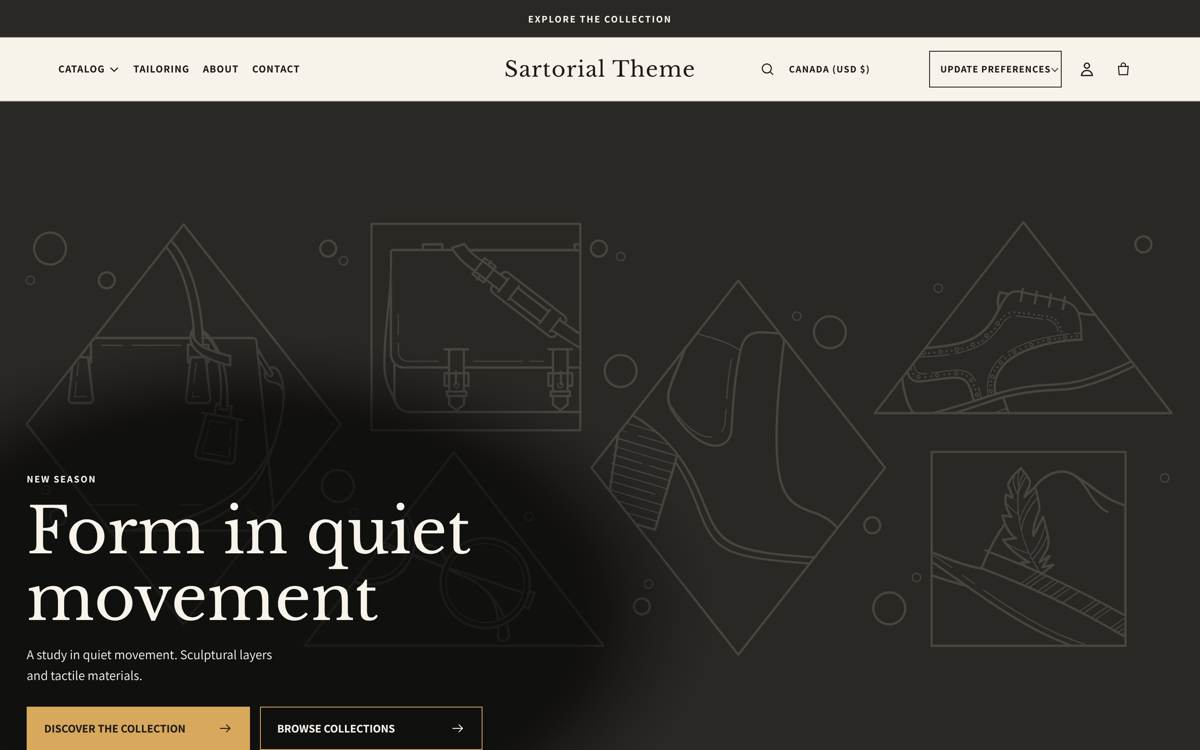 EXPLORE THE COLLECTION
CATALOG TAILORING ABOUT CONTACT Sartorial Theme CANADA (USD $) UPDATE PREFERENCES
NEW SEASON
Form in quiet
movement
A study in quiet movement. Sculptural layers
and tactile materials.
DISCOVER THE COLLECTION BROWSE COLLECTIONS